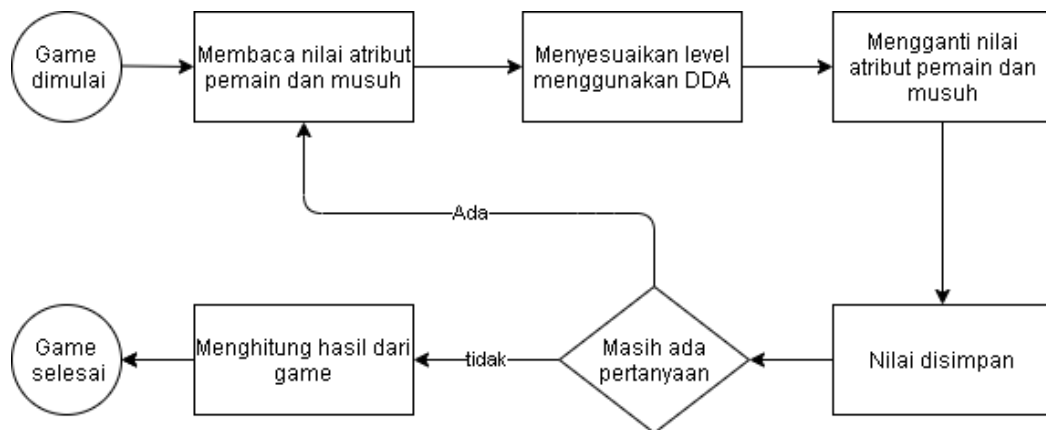 Game
dimulai
Membaca nilai atribut
pemain dan musuh
Menyesuaikan level
menggunakan DDA
Mengganti nilai
atribut pemain dan
musuh
Ada
Game
selesai
Menghitung hasil dari
game
tidak
Masih ada
pertanyaan
Nilai disimpan